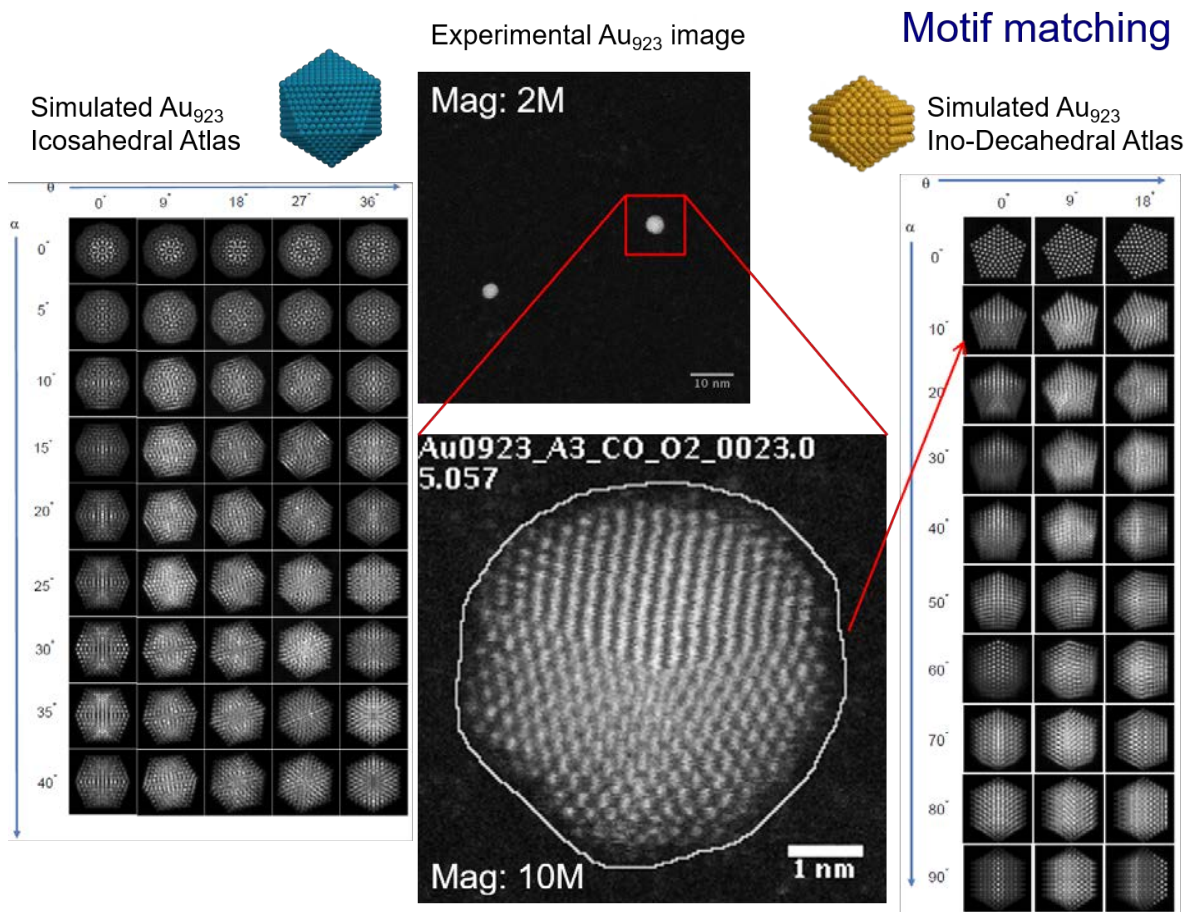 Experimental Au₉₂₃ image
Motif matching
Simulated Au₉₂₃
Icosahedral Atlas
Mag: 2M
10 nm
Simulated Au₉₂₃
Ino-Decahedral Atlas
θ
0° 9° 18° 27° 36°
α
0°
5°
10°
15°
20°
25°
30°
35°
40°
Au0923_A3_CO_O2_0023.0
5.057
Mag: 10M
1 nm
θ
0° 9° 18°
α
0°
10°
20°
30°
40°
50°
60°
70°
80°
90°